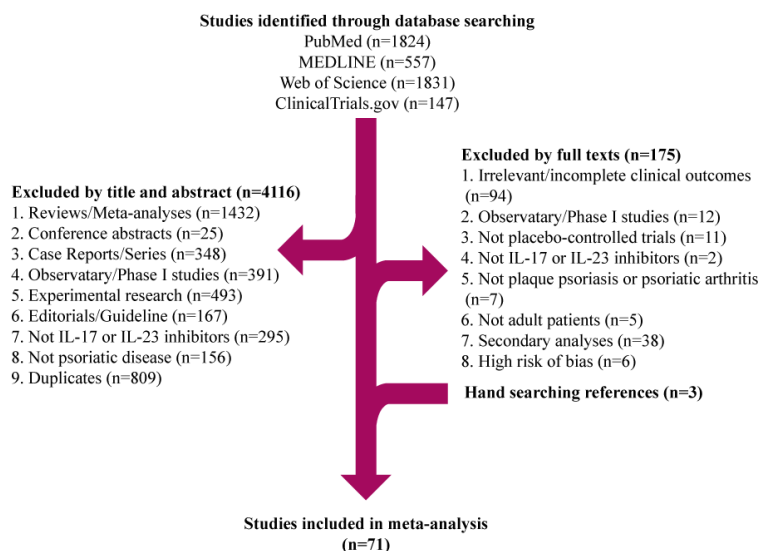 Studies identified through database searching
PubMed (n=1824)
MEDLINE (n=557)
Web of Science (n=1831)
ClinicalTrials.gov (n=147)
Excluded by title and abstract (n=4116)
1. Reviews/Meta-analyses (n=1432)
2. Conference abstracts (n=25)
3. Case Reports/Series (n=348)
4. Observatary/Phase I studies (n=391)
5. Experimental research (n=493)
6. Editorials/Guideline (n=167)
7. Not IL-17 or IL-23 inhibitors (n=295)
8. Not psoriatic disease (n=156)
9. Duplicates (n=809)
Excluded by full texts (n=175)
1. Irrelevant/incomplete clinical outcomes
(n=94)
2. Observatary/Phase I studies (n=12)
3. Not placebo-controlled trials (n=11)
4. Not IL-17 or IL-23 inhibitors (n=2)
5. Not plaque psoriasis or psoriatic arthritis
(n=7)
6. Not adult patients (n=5)
7. Secondary analyses (n=38)
8. High risk of bias (n=6)
Hand searching references (n=3)
Studies included in meta-analysis
(n=71)